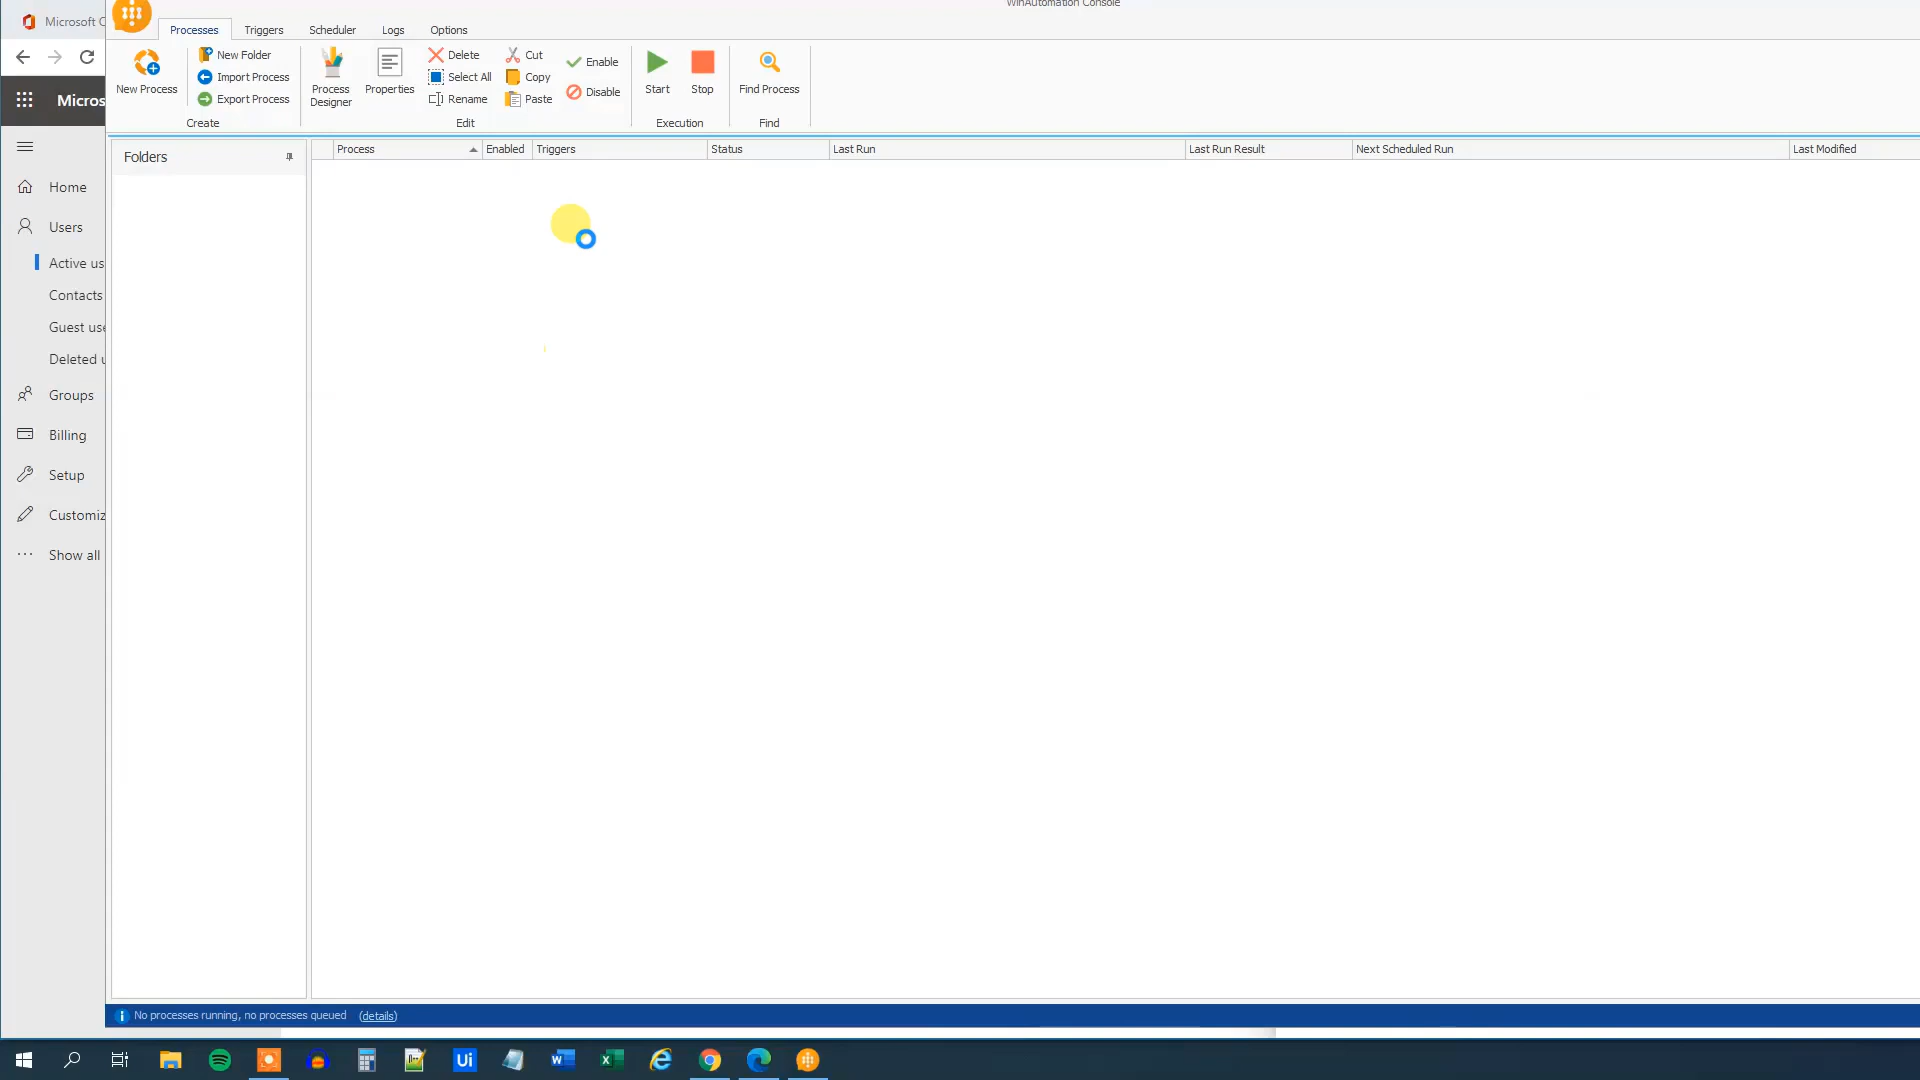 WinAutomation Console
Microsoft C
Processes Triggers Scheduler Logs Options
New Process
New Folder
Import Process
Export Process
Create
Process Designer
Properties
Delete
Select All
Rename
Cut
Copy
Paste
Enable
Disable
Edit
Start
Stop
Execution
Find Process
Find
Micros
Folders
Process Enabled Triggers Status Last Run Last Run Result Next Scheduled Run Last Modified
Home
Users
Active us
Contacts
Guest use
Deleted u
Groups
Billing
Setup
Customiz
Show all
No processes running, no processes queued (details)
Ui